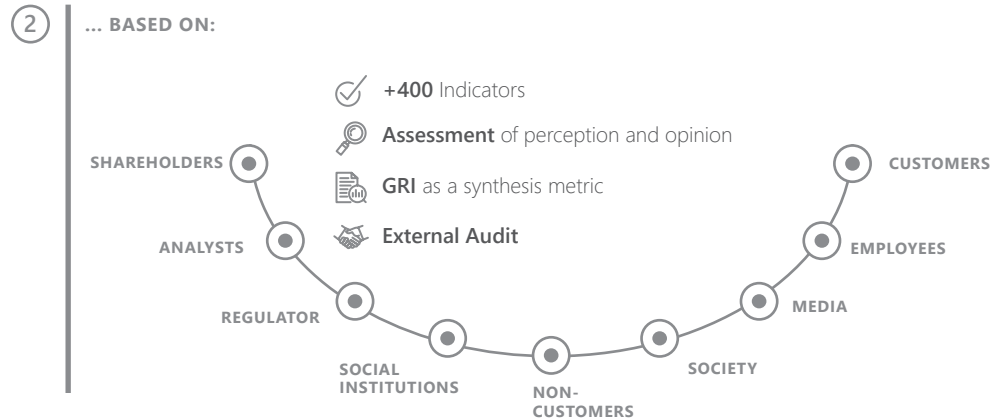 2
... BASED ON:
+400 Indicators
Assessment of perception and opinion
GRI as a synthesis metric
External Audit
SHAREHOLDERS
ANALYSTS
REGULATOR
SOCIAL
INSTITUTIONS
NON-
CUSTOMERS
SOCIETY
MEDIA
EMPLOYEES
CUSTOMERS